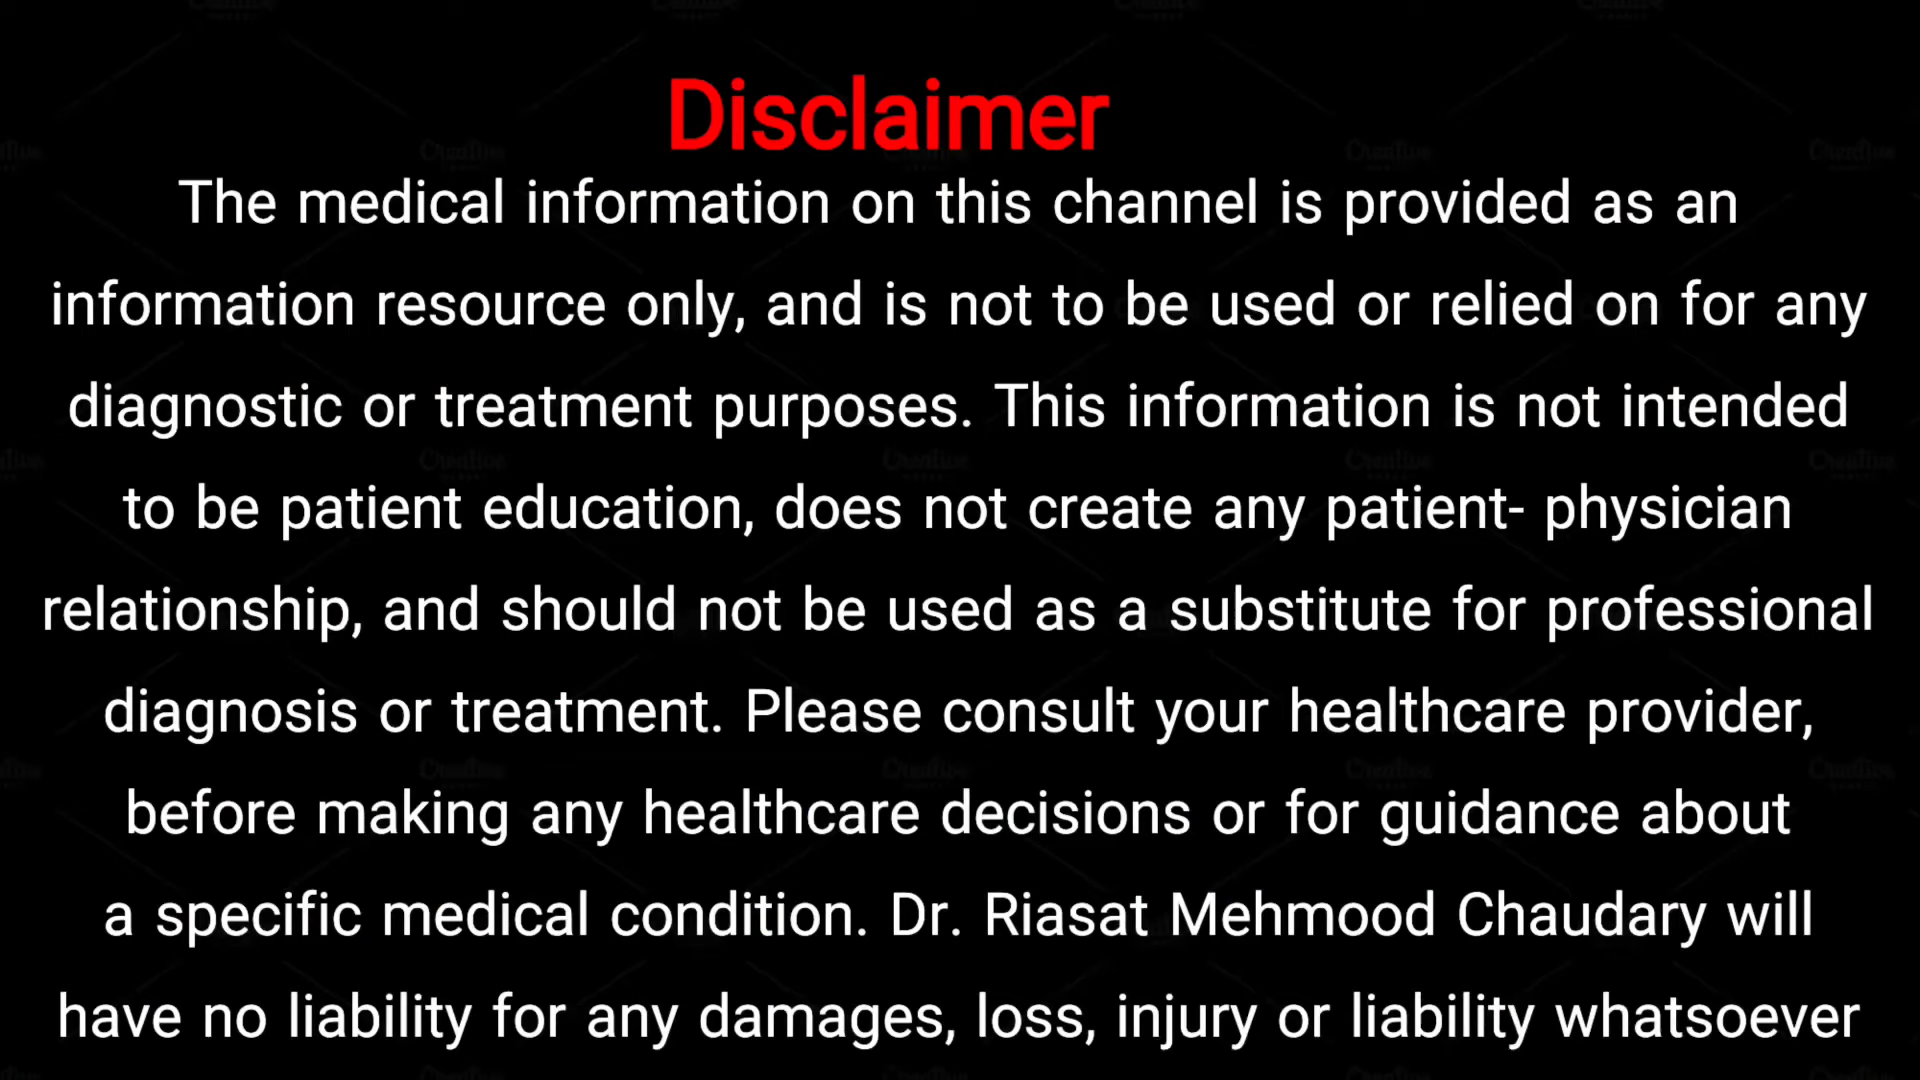 Disclaimer
The medical information on this channel is provided as an
information resource only, and is not to be used or relied on for any
diagnostic or treatment purposes. This information is not intended
to be patient education, does not create any patient- physician
relationship, and should not be used as a substitute for professional
diagnosis or treatment. Please consult your healthcare provider,
before making any healthcare decisions or for guidance about
a specific medical condition. Dr. Riasat Mehmood Chaudary will
have no liability for any damages, loss, injury or liability whatsoever